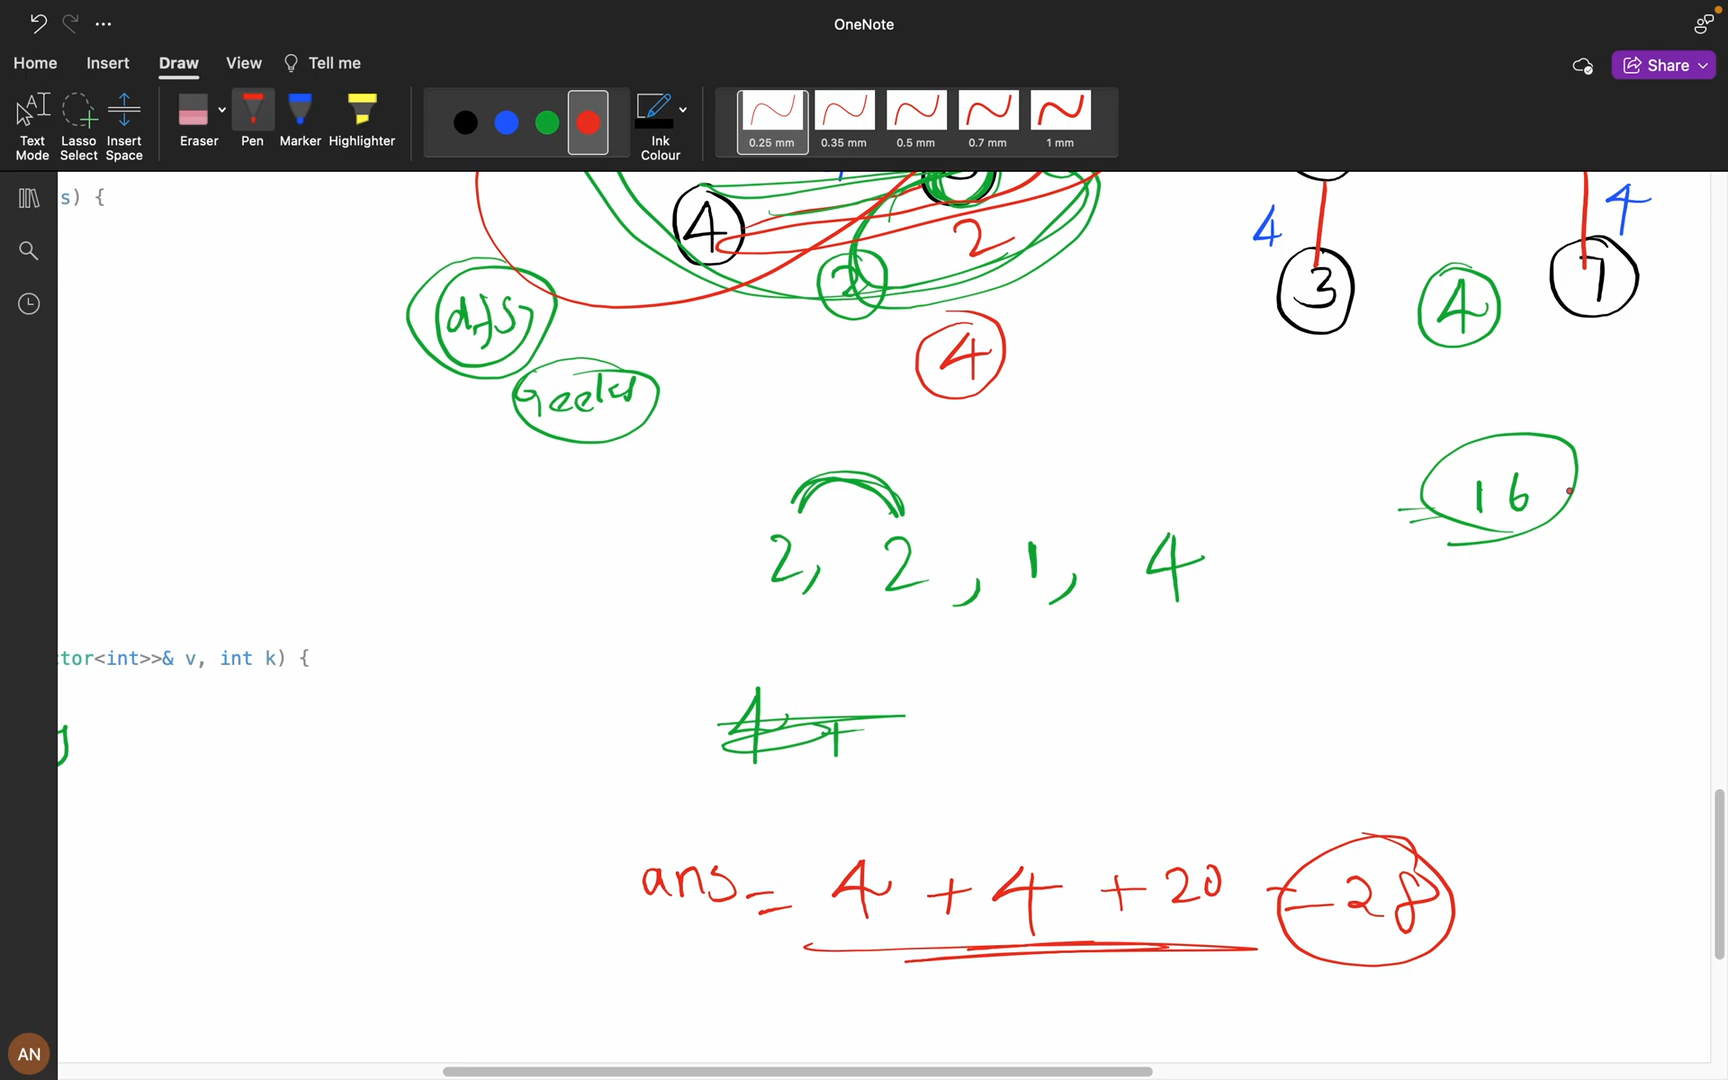 OneNote
Home Insert Draw View Tell me
Share
Text Mode
Lasso Select
Insert Space
Eraser
Pen
Marker
Highlighter
Ink Colour
0.25 mm
0.35 mm
0.5 mm
0.7 mm
1 mm
s) {
4
2
4
4
2
3
4
7
dfs
Geeks
4
16
2, 2, 1, 4
ctor<int>>& v, int k) {
4 +
ans = 4 + 4 + 20 = 28
AN